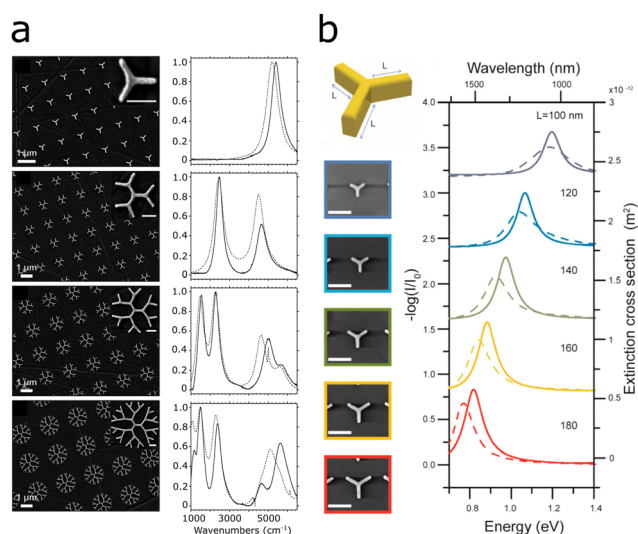 a
1 μm
1.0
0.8
0.6
0.4
0.2
0
1 μm
1.0
0.8
0.6
0.4
0.2
0
1 μm
1.0
0.8
0.6
0.4
0.2
0
1 μm
1.0
0.8
0.6
0.4
0.2
0
1000 3000 5000
Wavenumbers (cm⁻¹)
b
L
L
L
Wavelength (nm)
1500 1000
x10 ⁻¹²
4.0
3.5
3.0
2.5
2.0
1.5
1.0
0.5
0.0
-log(I/I₀)
L=100 nm
120
140
160
180
3
2.5
2
1.5
1
0.5
0
Extinction cross section (m²)
0.8 1.0 1.2 1.4
Energy (eV)